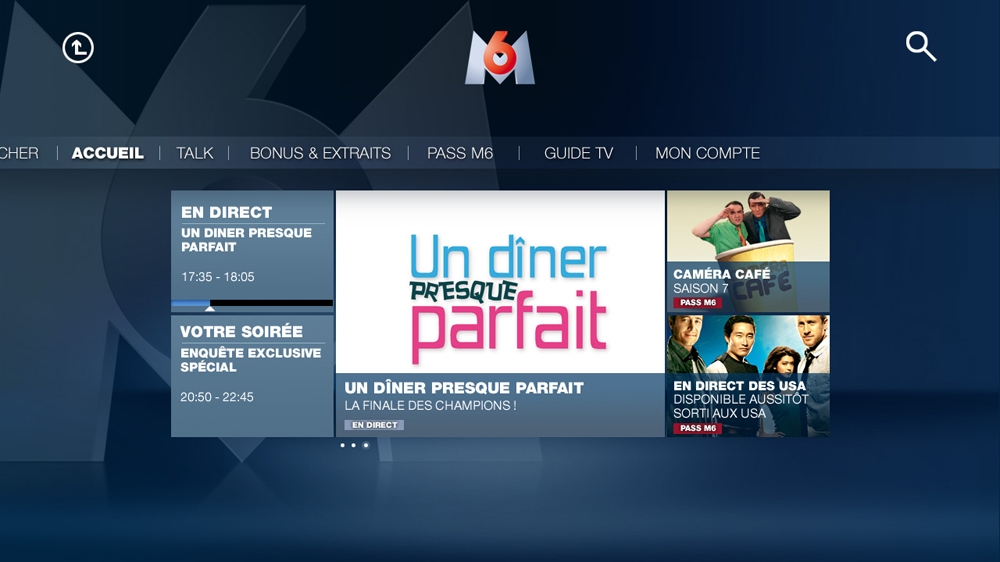 M6
CHER | ACCUEIL | TALK | BONUS & EXTRAITS | PASS M6 | GUIDE TV | MON COMPTE
EN DIRECT
UN DINER PRESQUE
PARFAIT
17:35 - 18:05
VOTRE SOIRÉE
ENQUÊTE EXCLUSIVE
SPÉCIAL
20:50 - 22:45
Un dîner
PRESQUE
parfait
UN DÎNER PRESQUE PARFAIT
LA FINALE DES CHAMPIONS !
EN DIRECT
CAFÉ
CAMÉRA CAFÉ
SAISON 7
PASS M6
EN DIRECT DES USA
DISPONIBLE AUSSITÔT
SORTI AUX USA
PASS M6